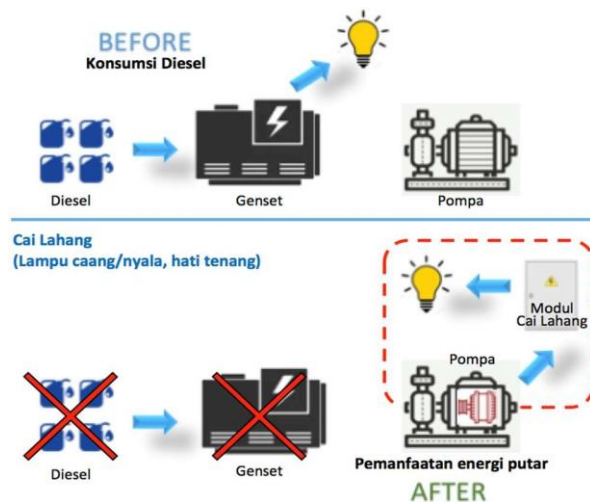 BEFORE
Konsumsi Diesel
Diesel
Genset
Pompa
Cai Lahang
(Lampu caang/nyala, hati tenang)
Modul
Cai Lahang
Pompa
Diesel
Genset
Pemanfaatan energi putar
AFTER